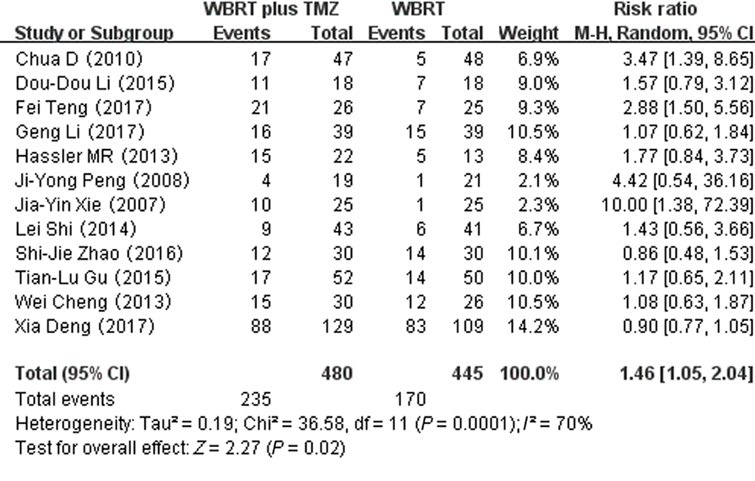 WBRT plus TMZ WBRT Risk ratio
Study or Subgroup Events Total Events Total Weight M-H, Random, 95% CI
Chua D (2010) 17 47 5 48 6.9% 3.47 [1.39, 8.65]
Dou-Dou Li (2015) 11 18 7 18 9.0% 1.57 [0.79, 3.12]
Fei Teng (2017) 21 26 7 25 9.3% 2.88 [1.50, 5.56]
Geng Li (2017) 16 39 15 39 10.5% 1.07 [0.62, 1.84]
Hassler MR (2013) 15 22 5 13 8.4% 1.77 [0.84, 3.73]
Ji-Yong Peng (2008) 4 19 1 21 2.1% 4.42 [0.54, 36.16]
Jia-Yin Xie (2007) 10 25 1 25 2.3% 10.00 [1.38, 72.39]
Lei Shi (2014) 9 43 6 41 6.7% 1.43 [0.56, 3.66]
Shi-Jie Zhao (2016) 12 30 14 30 10.1% 0.86 [0.48, 1.53]
Tian-Lu Gu (2015) 17 52 14 50 10.0% 1.17 [0.65, 2.11]
Wei Cheng (2013) 15 30 12 26 10.5% 1.08 [0.63, 1.87]
Xia Deng (2017) 88 129 83 109 14.2% 0.90 [0.77, 1.05]
Total (95% CI) 480 445 100.0% 1.46 [1.05, 2.04]
Total events 235 170
Heterogeneity: Tau² = 0.19; Chi² = 36.58, df = 11 (P = 0.0001); I² = 70%
Test for overall effect: Z = 2.27 (P = 0.02)